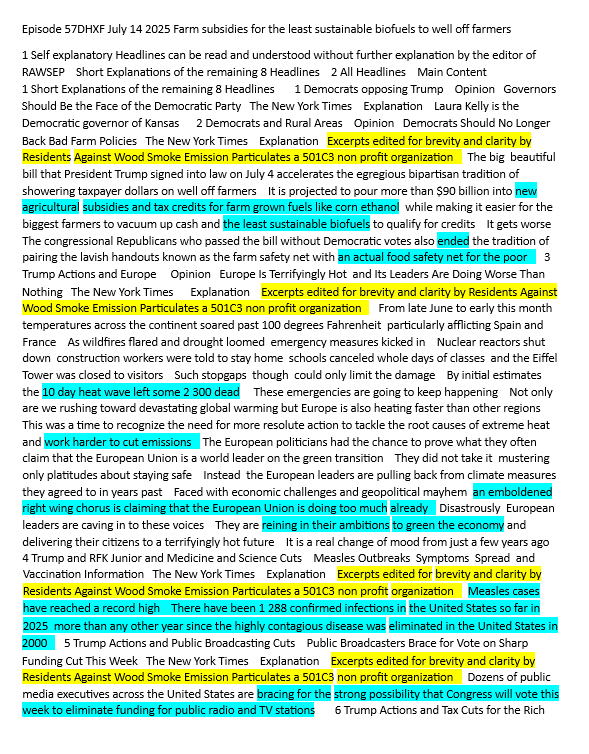 Episode 57DHXF July 14 2025 Farm subsidies for the least sustainable biofuels to well off farmers
1 Self explanatory Headlines can be read and understood without further explanation by the editor of
RAWSEP Short Explanations of the remaining 8 Headlines 2 All Headlines Main Content
1 Short Explanations of the remaining 8 Headlines 1 Democrats opposing Trump Opinion Governors
Should Be the Face of the Democratic Party The New York Times Explanation Laura Kelly is the
Democratic governor of Kansas 2 Democrats and Rural Areas Opinion Democrats Should No Longer
Back Bad Farm Policies The New York Times Explanation Excerpts edited for brevity and clarity by
Residents Against Wood Smoke Emission Particulates a 501C3 non profit organization The big beautiful
bill that President Trump signed into law on July 4 accelerates the egregious bipartisan tradition of
showering taxpayer dollars on well off farmers It is projected to pour more than $90 billion into new
agricultural subsidies and tax credits for farm grown fuels like corn ethanol while making it easier for the
biggest farmers to vacuum up cash and the least sustainable biofuels to qualify for credits It gets worse
The congressional Republicans who passed the bill without Democratic votes also ended the tradition of
pairing the lavish handouts known as the farm safety net with an actual food safety net for the poor 3
Trump Actions and Europe Opinion Europe Is Terrifyingly Hot and Its Leaders Are Doing Worse Than
Nothing The New York Times Explanation Excerpts edited for brevity and clarity by Residents Against
Wood Smoke Emission Particulates a 501C3 non profit organization From late June to early this month
temperatures across the continent soared past 100 degrees Fahrenheit particularly afflicting Spain and
France As wildfires flared and drought loomed emergency measures kicked in Nuclear reactors shut
down construction workers were told to stay home schools canceled whole days of classes and the Eiffel
Tower was closed to visitors Such stopgaps though could only limit the damage By initial estimates
the 10 day heat wave left some 2 300 dead These emergencies are going to keep happening Not only
are we rushing toward devastating global warming but Europe is also heating faster than other regions
This was a time to recognize the need for more resolute action to tackle the root causes of extreme heat
and work harder to cut emissions The European politicians had the chance to prove what they often
claim that the European Union is a world leader on the green transition They did not take it mustering
only platitudes about staying safe Instead the European leaders are pulling back from climate measures
they agreed to in years past Faced with economic challenges and geopolitical mayhem an emboldened
right wing chorus is claiming that the European Union is doing too much already Disastrously European
leaders are caving in to these voices They are reining in their ambitions to green the economy and
delivering their citizens to a terrifyingly hot future It is a real change of mood from just a few years ago
4 Trump and RFK Junior and Medicine and Science Cuts Measles Outbreaks Symptoms Spread and
Vaccination Information The New York Times Explanation Excerpts edited for brevity and clarity by
Residents Against Wood Smoke Emission Particulates a 501C3 non profit organization Measles cases
have reached a record high There have been 1 288 confirmed infections in the United States so far in
2025 more than any other year since the highly contagious disease was eliminated in the United States in
2000 5 Trump Actions and Public Broadcasting Cuts Public Broadcasters Brace for Vote on Sharp
Funding Cut This Week The New York Times Explanation Excerpts edited for brevity and clarity by
Residents Against Wood Smoke Emission Particulates a 501C3 non profit organization Dozens of public
media executives across the United States are bracing for the strong possibility that Congress will vote this
week to eliminate funding for public radio and TV stations 6 Trump Actions and Tax Cuts for the Rich